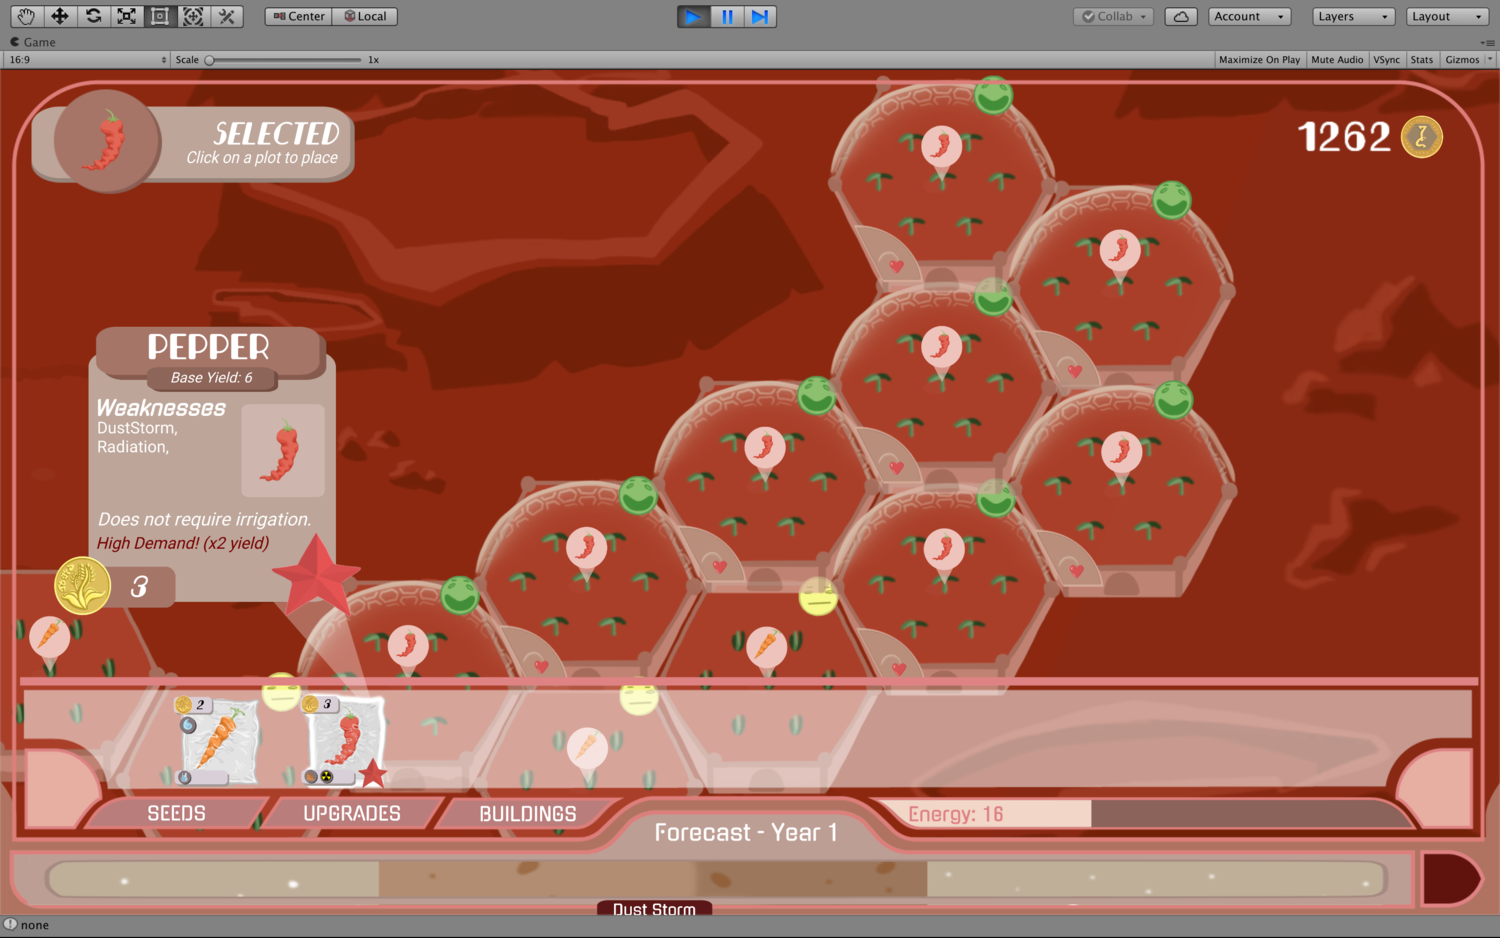 Center
Local
Collab
Account
Layers
Layout
Game
16:9
Scale
1x
Maximize On Play
Mute Audio
VSync
Stats
Gizmos
SELECTED
Click on a plot to place
1262
PEPPER
Base Yield: 6
Weaknesses
DustStorm,
Radiation,
Does not require irrigation.
High Demand! (x2 yield)
3
2
3
SEEDS
UPGRADES
BUILDINGS
Energy: 16
Forecast - Year 1
Dust Storm
none